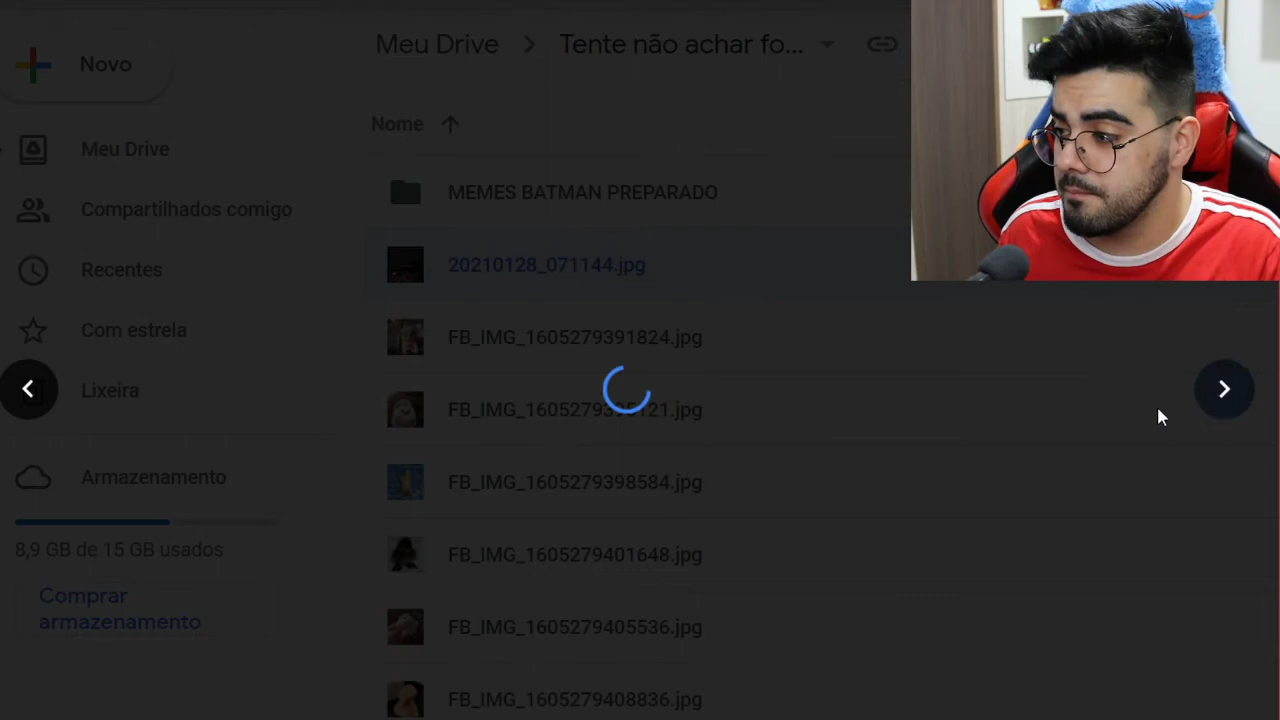 Novo
Meu Drive
Compartilhados comigo
Recentes
Com estrela
Lixeira
Armazenamento
8,9 GB de 15 GB usados
Comprar
armazenamento
Meu Drive > Tente não achar fo...
Nome
MEMES BATMAN PREPARADO
20210128_071144.jpg
FB_IMG_1605279391824.jpg
FB_IMG_1605279395121.jpg
FB_IMG_1605279398584.jpg
FB_IMG_1605279401648.jpg
FB_IMG_1605279405536.jpg
FB_IMG_1605279408836.jpg